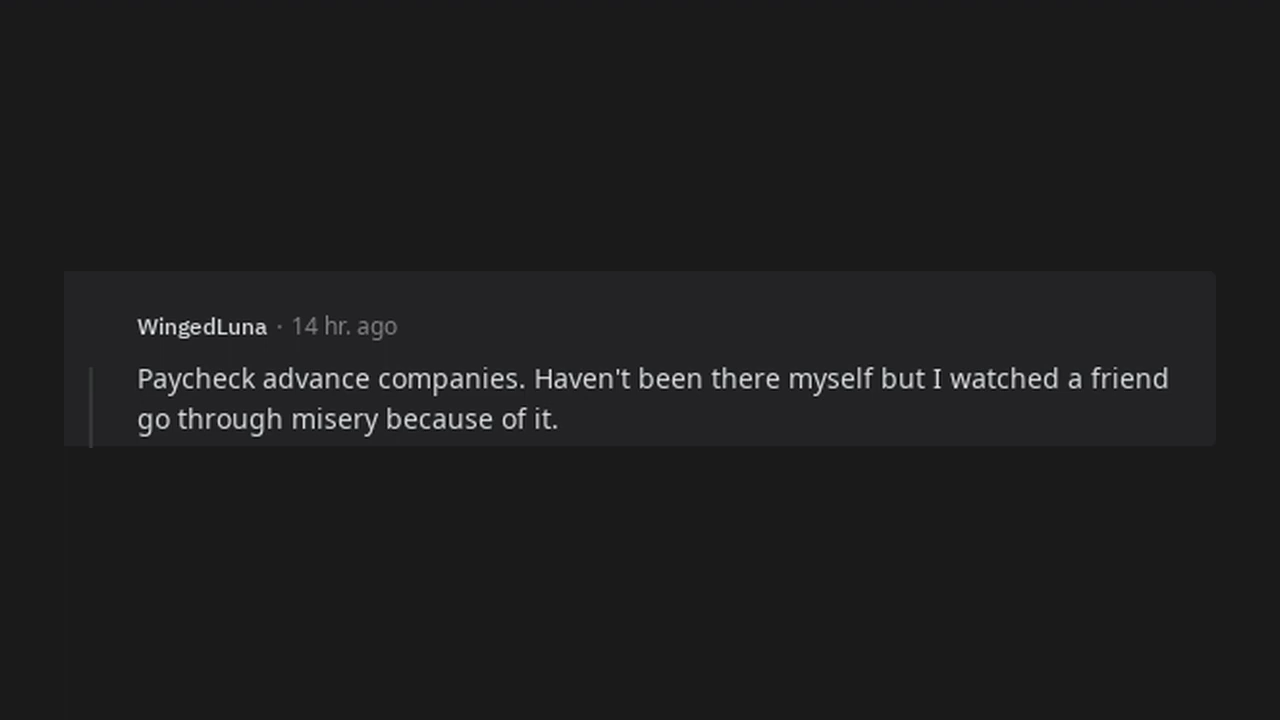 WingedLuna · 14 hr. ago
Paycheck advance companies. Haven't been there myself but I watched a friend
go through misery because of it.